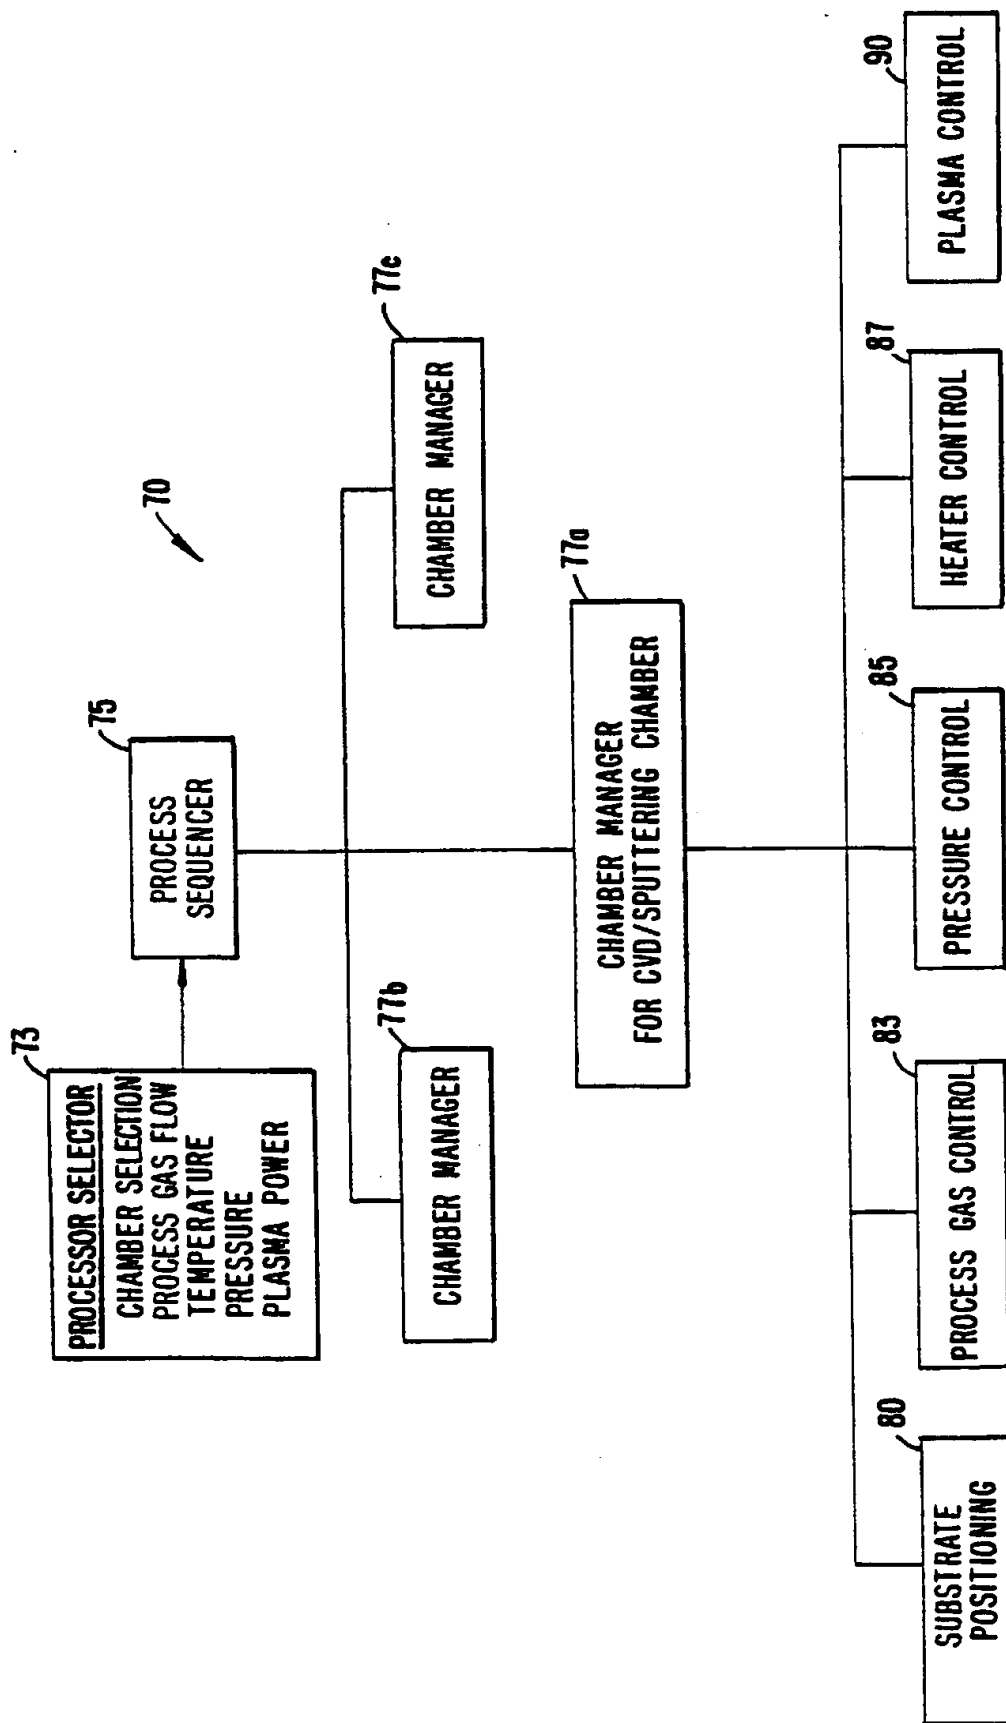 73
PROCESSOR SELECTOR
CHAMBER SELECTION
PROCESS GAS FLOW
TEMPERATURE
PRESSURE
PLASMA POWER
75
PROCESS
SEQUENCER
70
77b
CHAMBER MANAGER
77c
CHAMBER MANAGER
77a
CHAMBER MANAGER
FOR CVD/SPUTTERING CHAMBER
80
SUBSTRATE
POSITIONING
83
PROCESS GAS CONTROL
85
PRESSURE CONTROL
87
HEATER CONTROL
90
PLASMA CONTROL